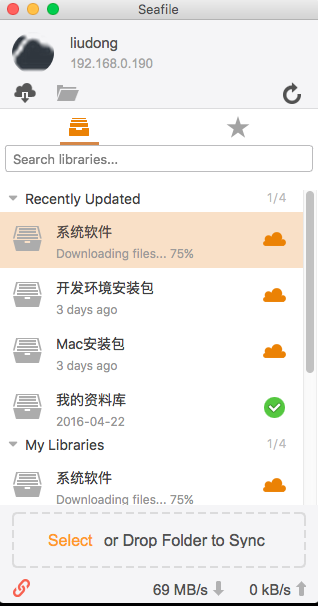 Seafile
liudong
192.168.0.190
Search libraries...
Recently Updated 1/4
系统软件
Downloading files... 75%
开发环境安装包
3 days ago
Mac安装包
3 days ago
我的资料库
2016-04-22
My Libraries 1/4
系统软件
Downloading files... 75%
Select or Drop Folder to Sync
69 MB/s 0 kB/s